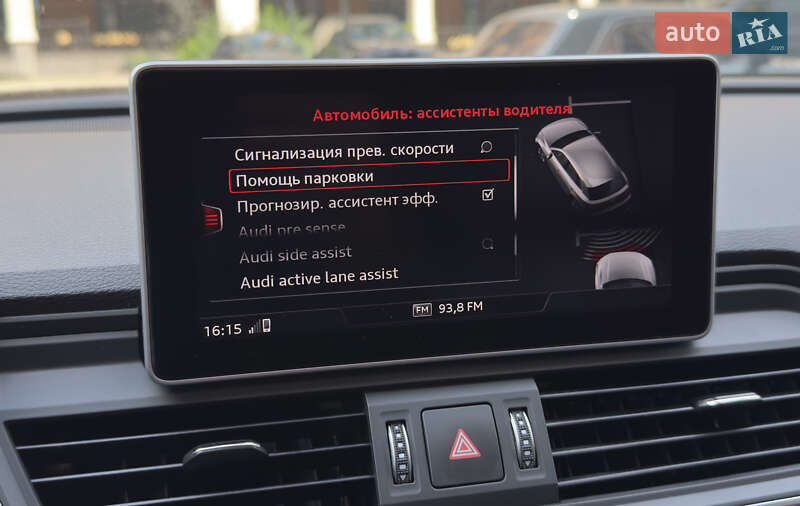 auto RIA
.com
Автомобиль: ассистенты водителя
Сигнализация прев. скорости
Помощь парковки
Прогнозир. ассистент эфф.
Audi pre sense
Audi side assist
Audi active lane assist
FM 93,8 FM
16:15